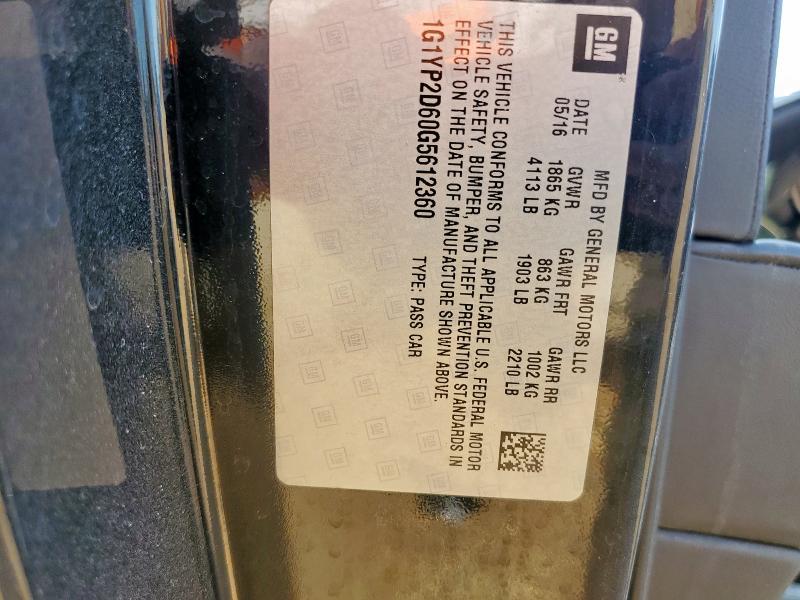 GM
MFD BY GENERAL MOTORS LLC
DATE GVWR GAWR FRT GAWR RR
05/16 1865 KG 863 KG 1002 KG
4113 LB 1903 LB 2210 LB
THIS VEHICLE CONFORMS TO ALL APPLICABLE U.S. FEDERAL MOTOR
VEHICLE SAFETY, BUMPER, AND THEFT PREVENTION STANDARDS IN
EFFECT ON THE DATE OF MANUFACTURE SHOWN ABOVE.
1G1YP2D60G5612360 TYPE: PASS CAR